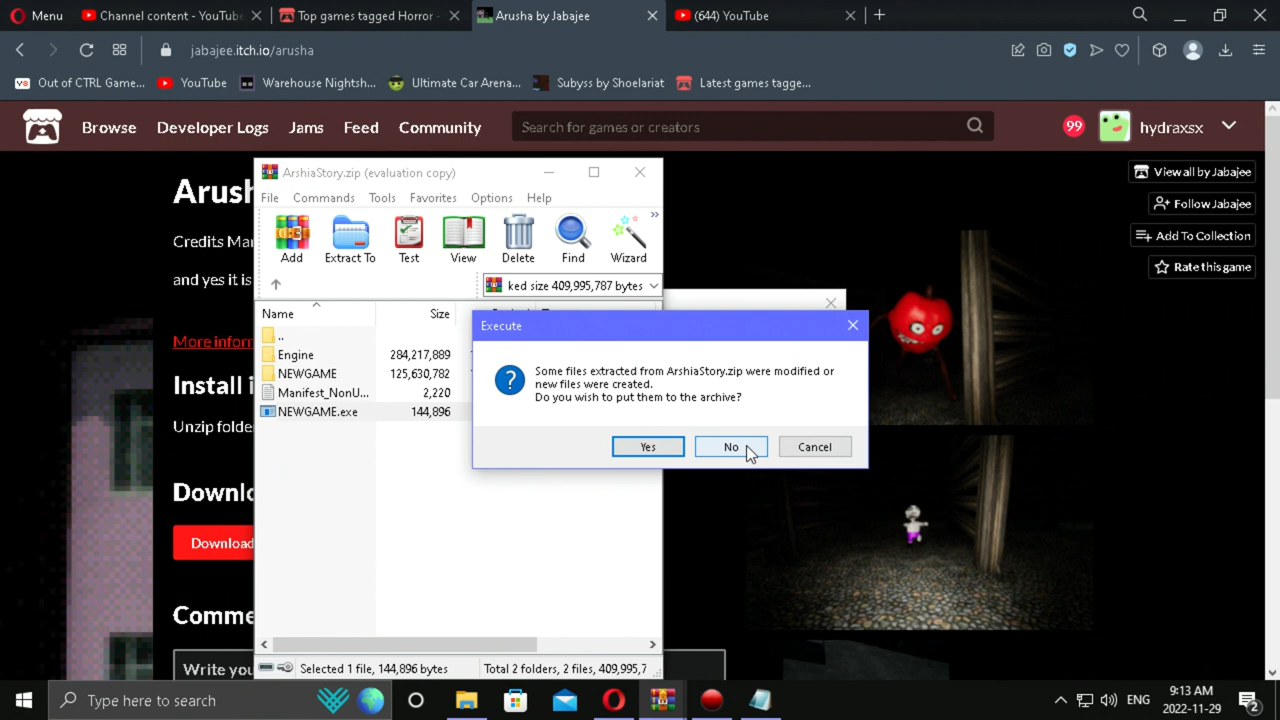 Menu
Channel content - YouTube
Top games tagged Horror -
Arusha by Jabajee
(644) YouTube
jabajee.itch.io/arusha
Out of CTRL Game...
YouTube
Warehouse Nightsh...
Ultimate Car Arena...
Subyss by Shoelariat
Latest games tagge...
Browse
Developer Logs
Jams
Feed
Community
Search for games or creators
99
hydraxsx
View all by Jabajee
Follow Jabajee
Add To Collection
Rate this game
Credits
and yes it is
Install
Write you
ArshiaStory.zip (evaluation copy)
File Commands Tools Favorites Options Help
Add
Extract To
Test
View
Delete
Find
Wizard
ked size 409,995,787 bytes
Name Size
..
Engine 284,217,889
NEWGAME 125,630,782
Manifest_NonU... 2,220
NEWGAME.exe 144,896
Selected 1 file, 144,896 bytes
Total 2 folders, 2 files, 409,995,7
Execute
Some files extracted from ArshiaStory.zip were modified or
new files were created.
Do you wish to put them to the archive?
Yes
No
Cancel
Download
Type here to search
ENG
9:13 AM
2022-11-29
2